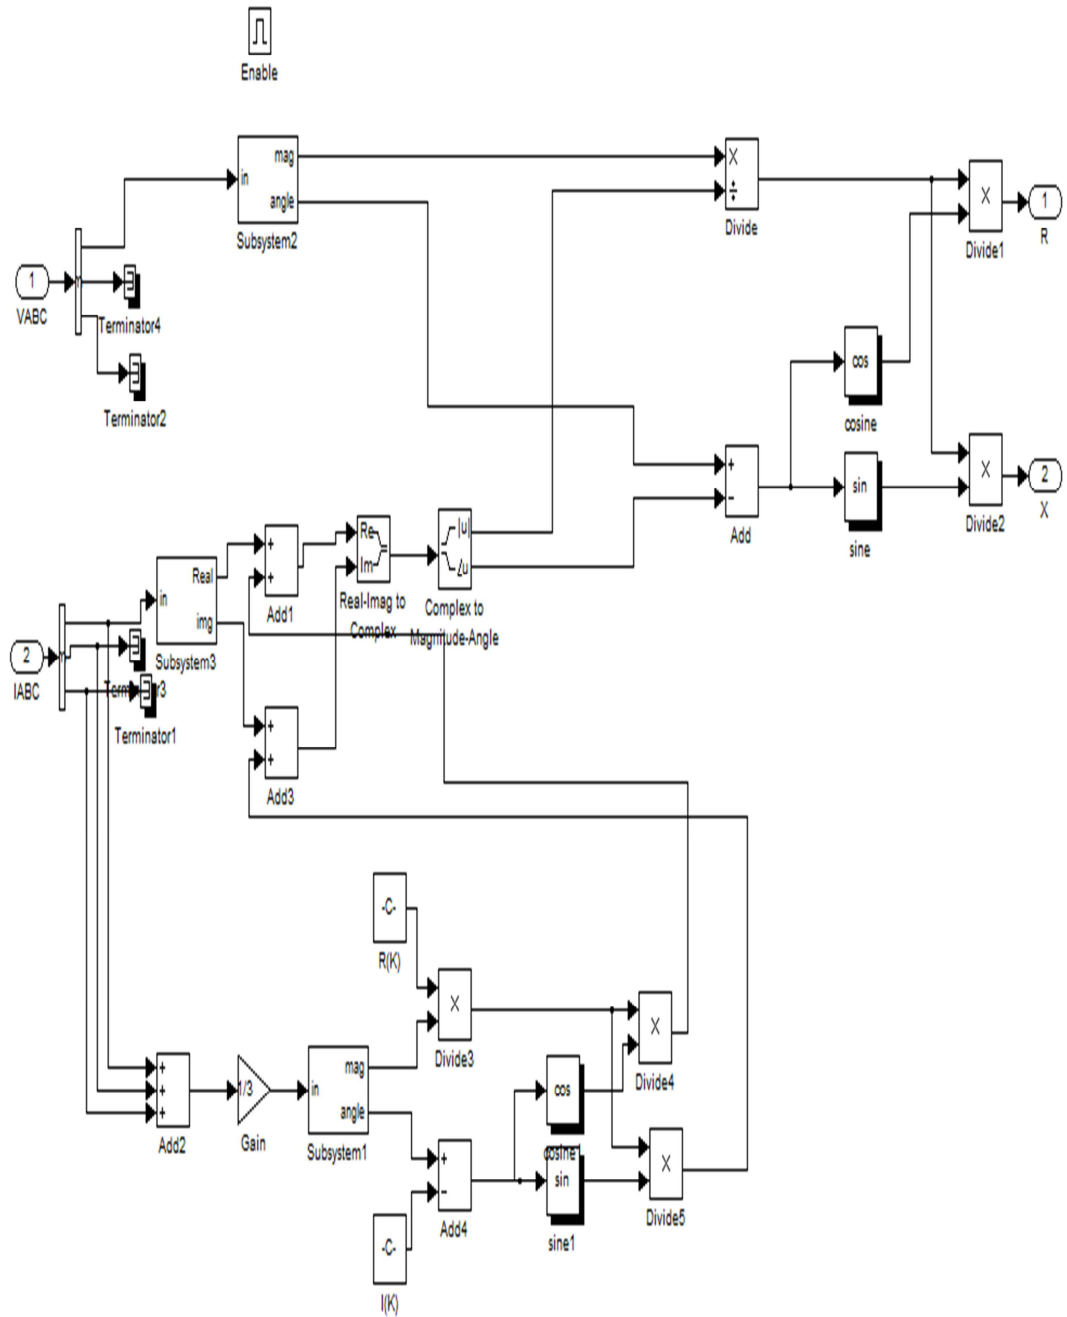 Enable
mag
in
angle
Subsystem2
×
÷
Divide
×
Divide1
1
R
1
VABC
Terminator4
Terminator2
cos
cosine
+
-
Add
sin
sine
×
Divide2
2
X
Real
in
img
Subsystem3
+
+
Add1
Re
Im
Real-Imag to
Complex
|u|
∠u
Complex to
Magnitude-Angle
2
IABC
Terminator3
Terminator1
+
+
Add3
-C-
R(K)
×
Divide3
×
Divide4
+
+
+
Add2
1/3
Gain
mag
in
angle
Subsystem1
cos
cosine1
+
-
Add4
sin
sine1
×
Divide5
-C-
I(K)